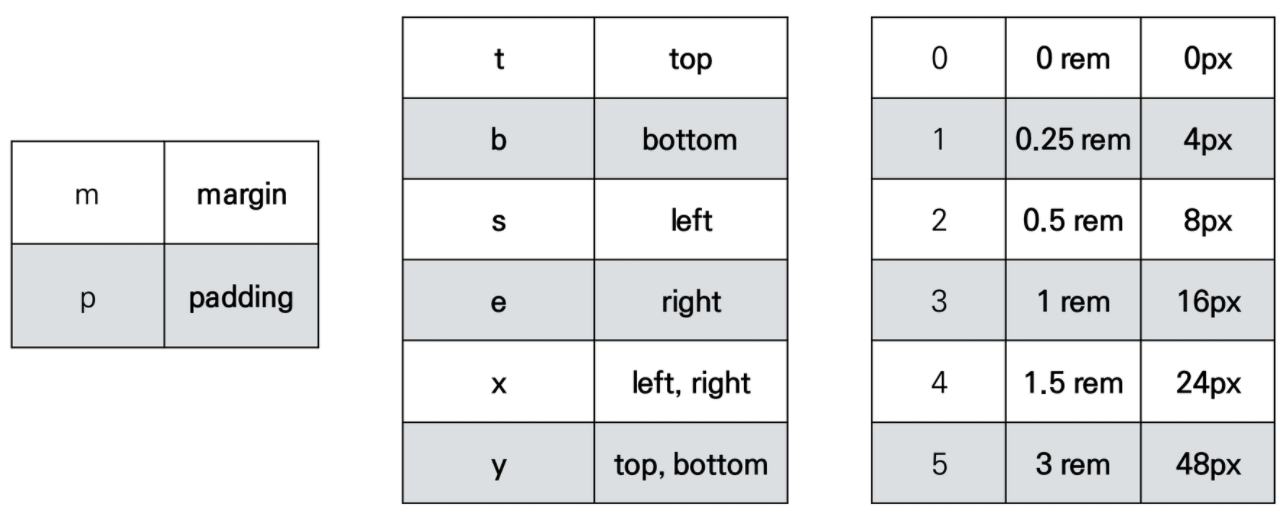 m margin
p padding
t top
b bottom
s left
e right
x left, right
y top, bottom
0 0 rem 0px
1 0.25 rem 4px
2 0.5 rem 8px
3 1 rem 16px
4 1.5 rem 24px
5 3 rem 48px